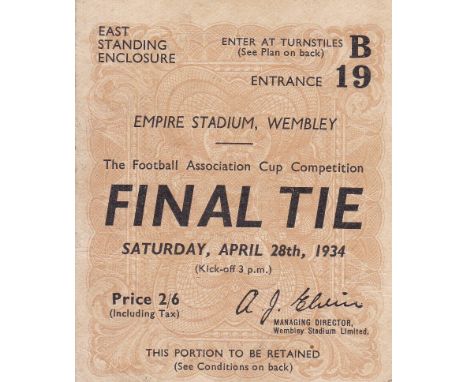 EAST
STANDING
ENCLOSURE
ENTER AT TURNSTILES B
(See Plan on back)
ENTRANCE 19
EMPIRE STADIUM, WEMBLEY
The Football Association Cup Competition
FINAL TIE
SATURDAY, APRIL 28th, 1934
(Kick-off 3 p.m.)
Price 2/6
(Including Tax)
A. J. Elvin
MANAGING DIRECTOR,
Wembley Stadium Limited.
THIS PORTION TO BE RETAINED
(See Conditions on back)